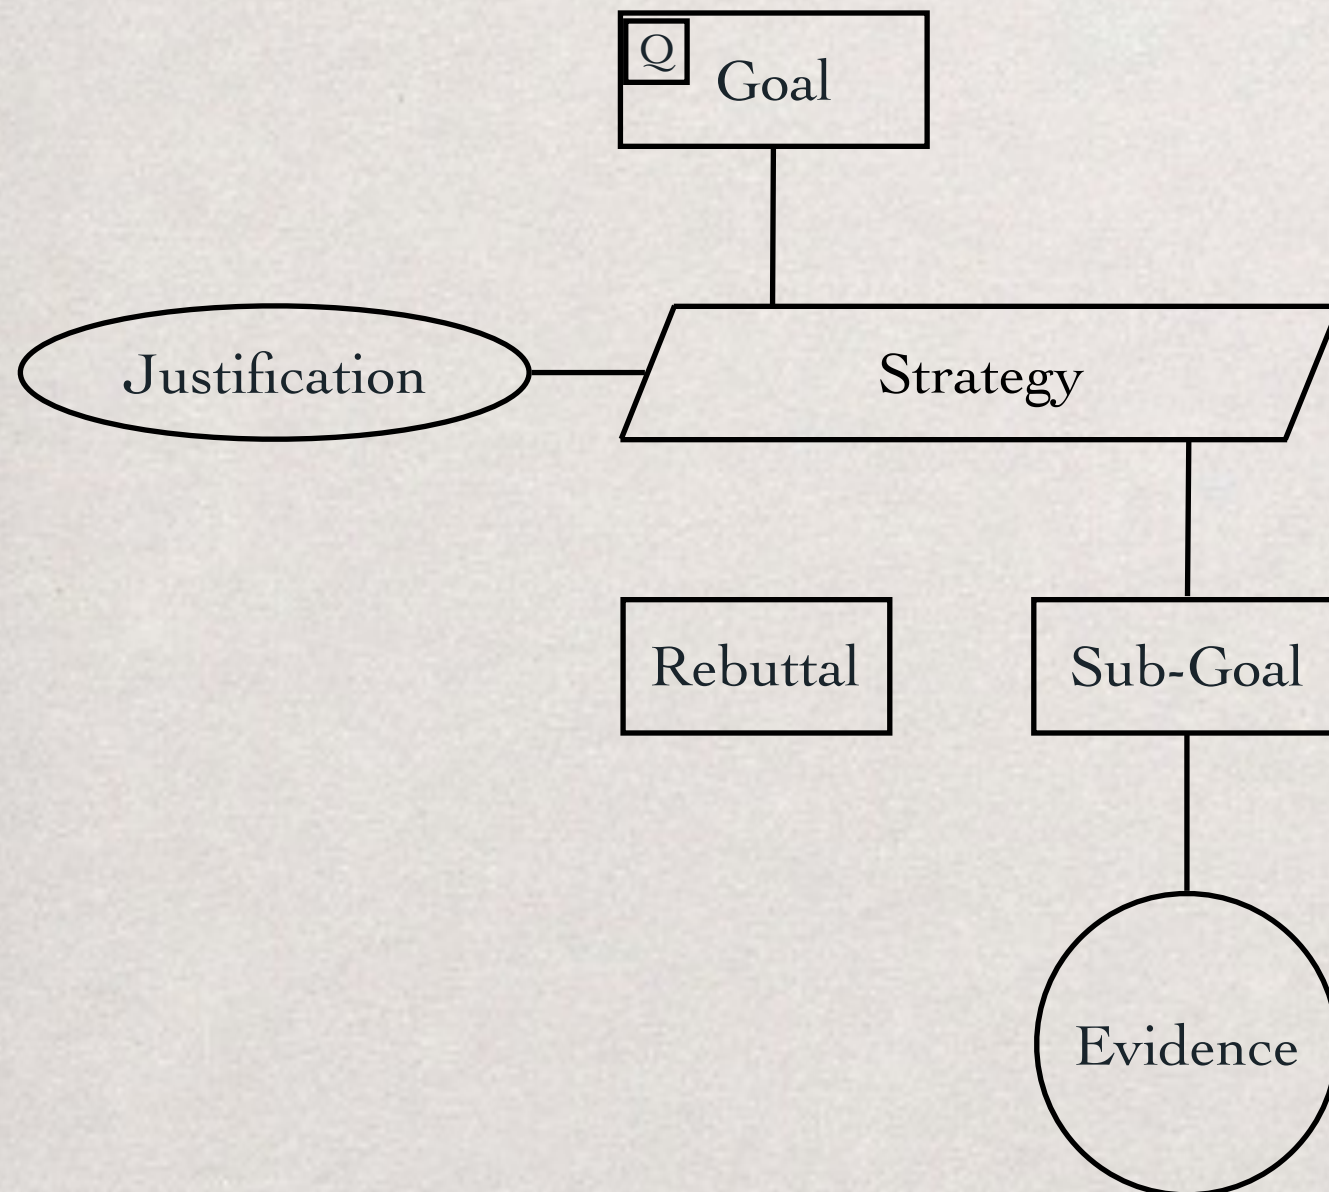 Q
Goal
Justification
Strategy
Rebuttal
Sub-Goal
Evidence